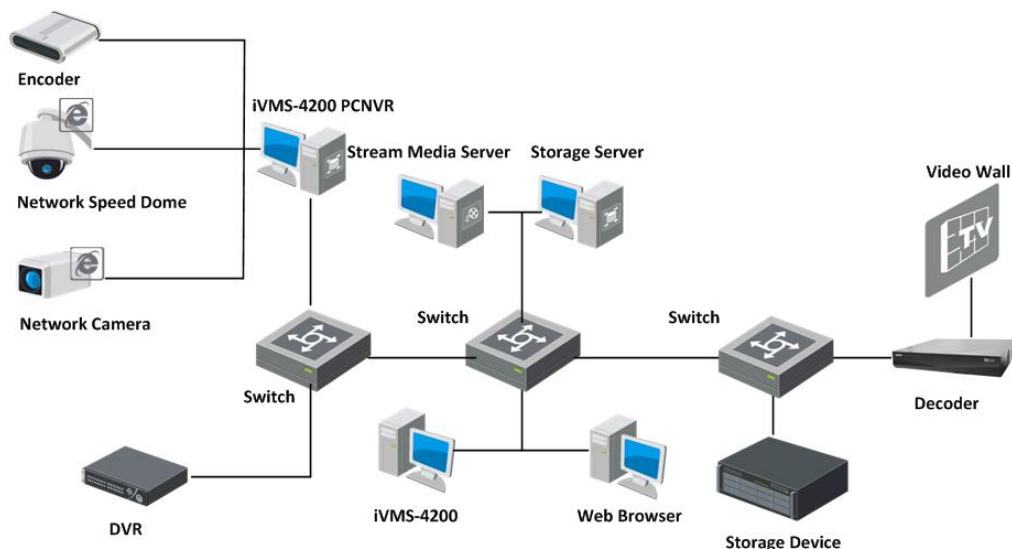 Encoder
iVMS-4200 PCNVR
Stream Media Server
Storage Server
Video Wall
Network Speed Dome
TV
Network Camera
Switch
Switch
Switch
Decoder
DVR
iVMS-4200
Web Browser
Storage Device